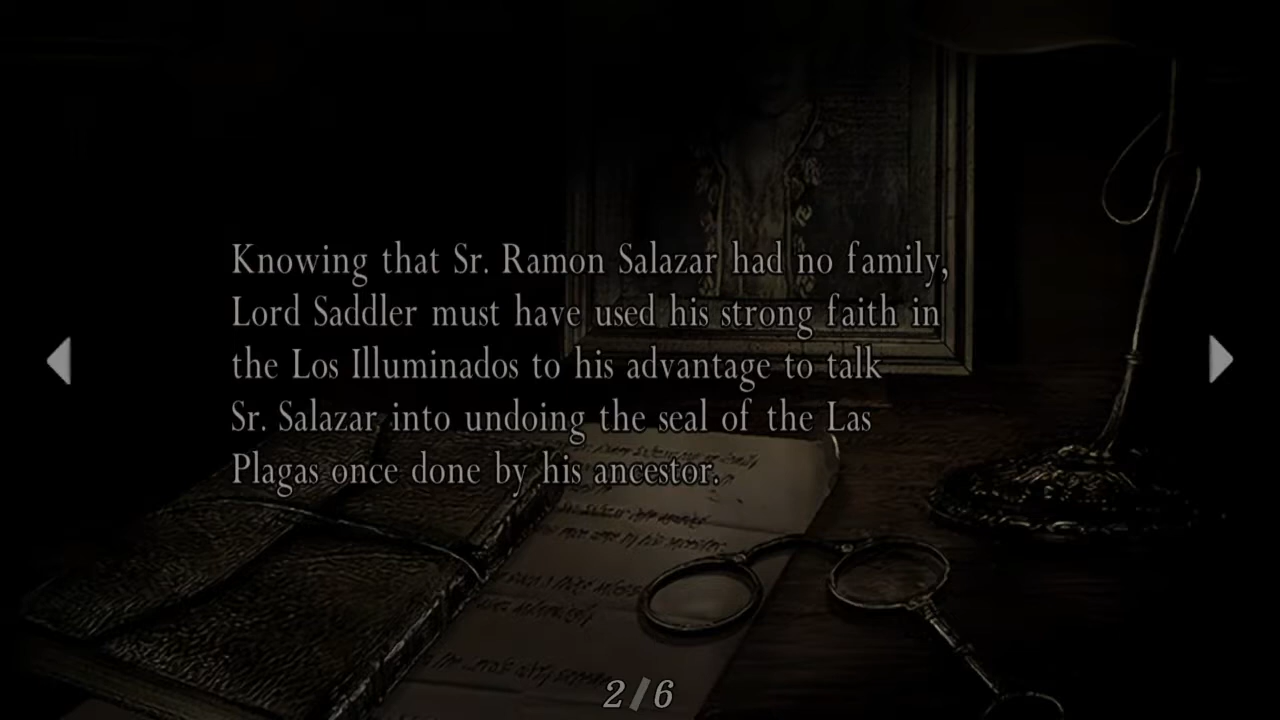 Knowing that Sr. Ramon Salazar had no family,
Lord Saddler must have used his strong faith in
the Los Illuminados to his advantage to talk
Sr. Salazar into undoing the seal of the Las
Plagas once done by his ancestor.
2/6